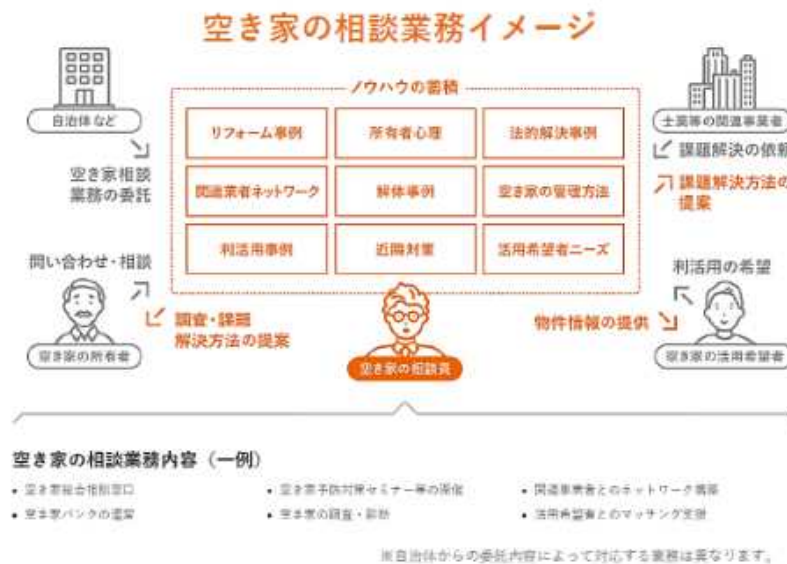 空き家の相談業務イメージ
ノウハウの蓄積
自治体など
士業等の関連事業者
リフォーム事例
所有者心理
法的解決事例
関連業者ネットワーク
解体事例
空き家の管理方法
利活用事例
近隣対策
活用希望者ニーズ
空き家相談
業務の委託
課題解決の依頼
課題解決方法の
提案
問い合わせ・相談
利活用の希望
調査・課題
解決方法の提案
物件情報の提供
空き家の所有者
空き家の相談員
空き家の活用希望者
空き家の相談業務内容(一例)
• 空き家総合相談窓口
• 空き家予防対策セミナー等の開催
• 関連事業者とのネットワーク構築
• 空き家バンクの運営
• 空き家の調査・診断
• 活用希望者とのマッチング支援
※自治体からの委託内容によって対応する業務は異なります。